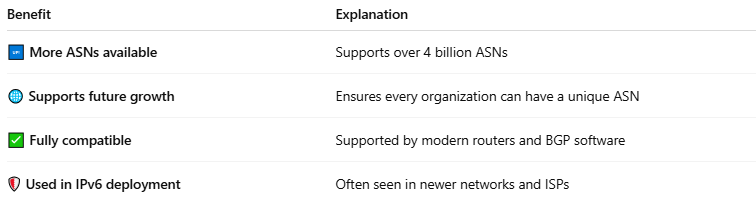 Benefit Explanation
More ASNs available Supports over 4 billion ASNs
Supports future growth Ensures every organization can have a unique ASN
Fully compatible Supported by modern routers and BGP software
Used in IPv6 deployment Often seen in newer networks and ISPs